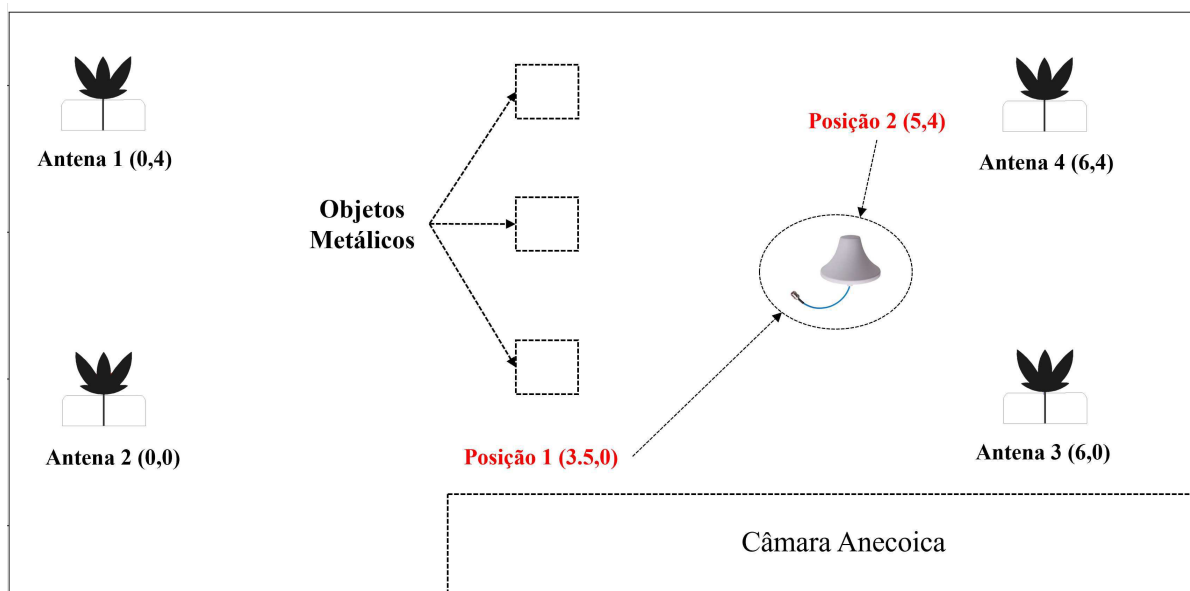 Antena 1 (0,4)
Objetos
Metálicos
Posição 2 (5,4)
Antena 4 (6,4)
Antena 2 (0,0)
Posição 1 (3.5,0)
Antena 3 (6,0)
Câmara Anecoica